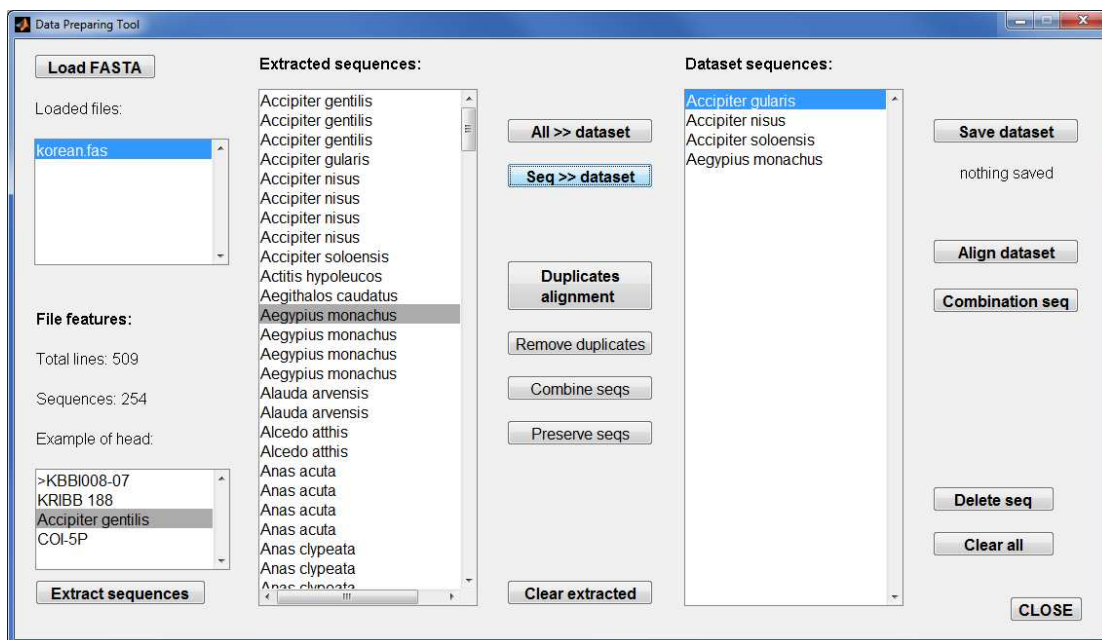 Data Preparing Tool
Load FASTA
Loaded files:
korean.fas
File features:
Total lines: 509
Sequences: 254
Example of head:
>KBBI008-07
KRIBB 188
Accipiter gentilis
COI-5P
Extract sequences
Extracted sequences:
Accipiter gentilis
Accipiter gentilis
Accipiter gentilis
Accipiter gularis
Accipiter nisus
Accipiter nisus
Accipiter nisus
Accipiter nisus
Accipiter soloensis
Actitis hypoleucos
Aegithalos caudatus
Aegypius monachus
Aegypius monachus
Aegypius monachus
Aegypius monachus
Alauda arvensis
Alauda arvensis
Alcedo atthis
Alcedo atthis
Anas acuta
Anas acuta
Anas acuta
Anas acuta
Anas clypeata
Anas clypeata
Anas clypeata
All >> dataset
Seq >> dataset
Duplicates
alignment
Remove duplicates
Combine seqs
Preserve seqs
Clear extracted
Dataset sequences:
Accipiter gularis
Accipiter nisus
Accipiter soloensis
Aegypius monachus
Save dataset
nothing saved
Align dataset
Combination seq
Delete seq
Clear all
CLOSE